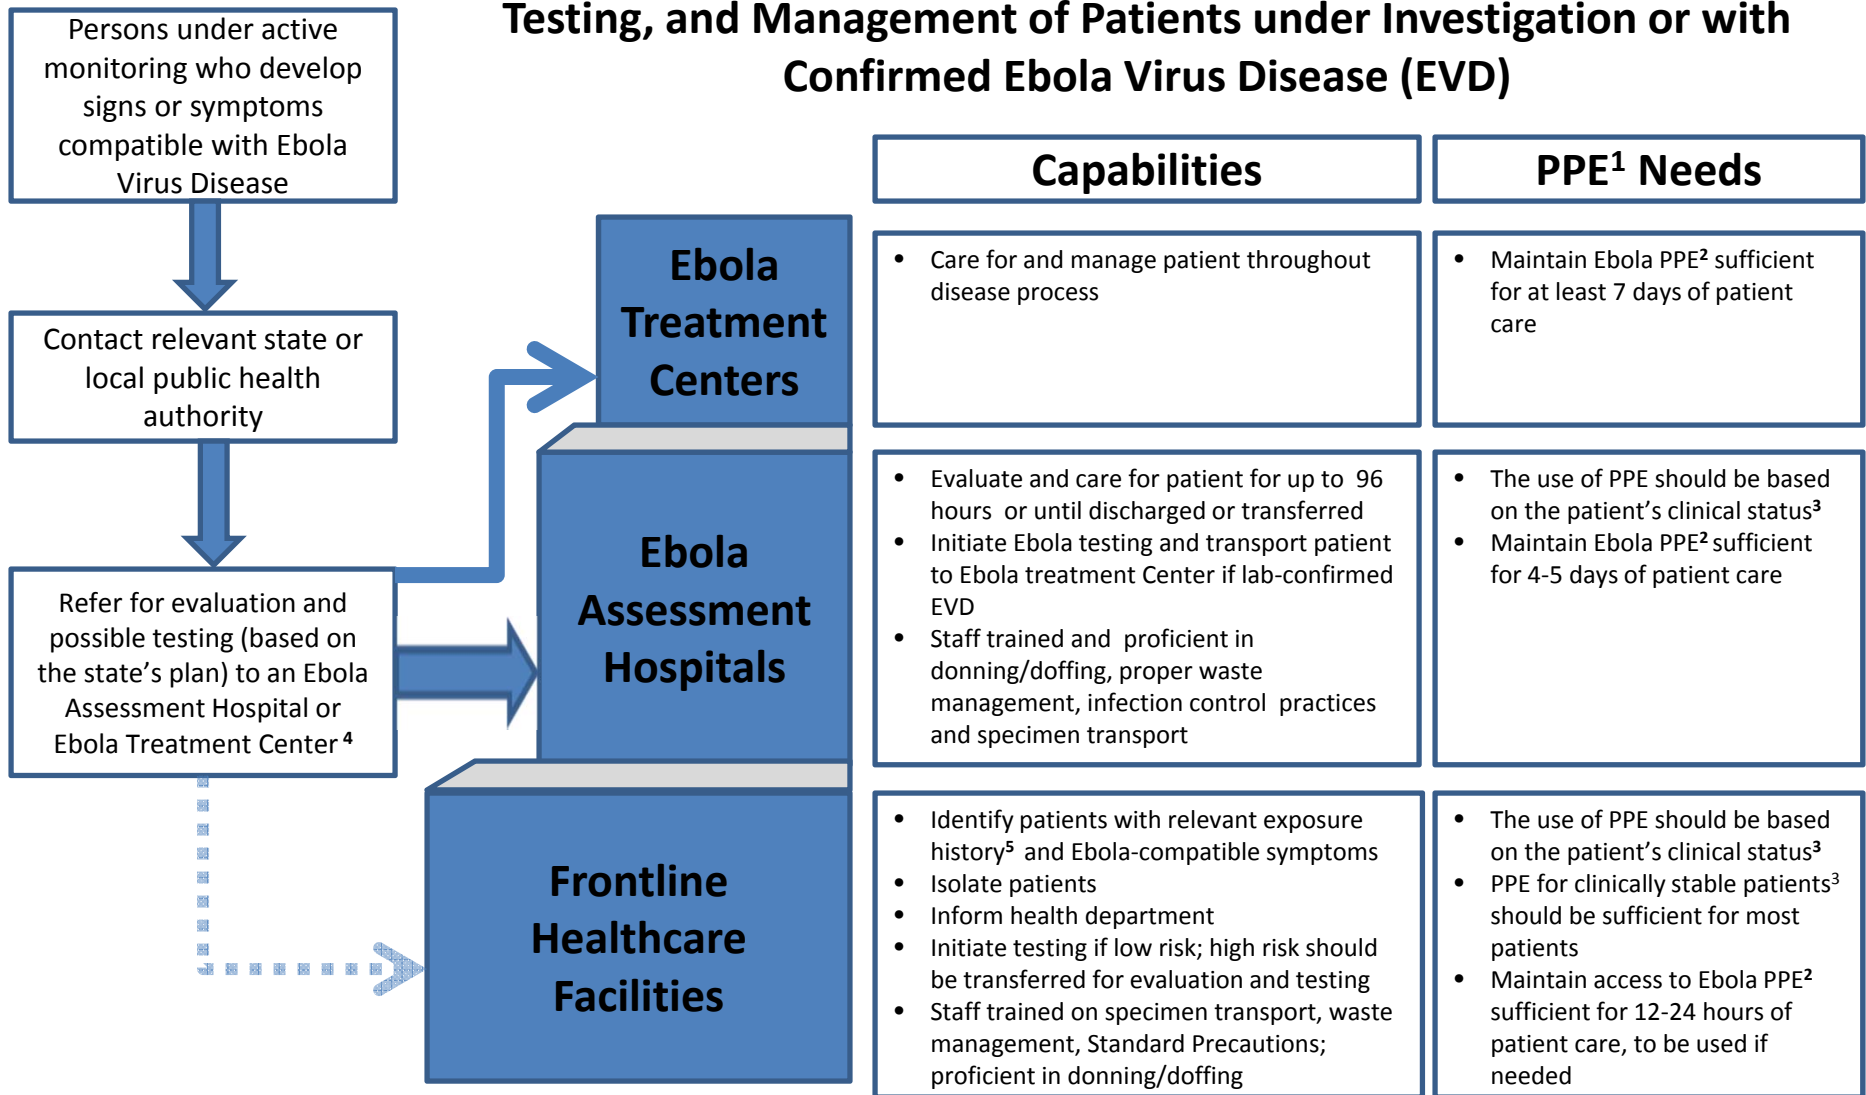 Testing, and Management of Patients under Investigation or with
Confirmed Ebola Virus Disease (EVD)
Persons under active
monitoring who develop
signs or symptoms
compatible with Ebola
Virus Disease
Contact relevant state or
local public health
authority
Refer for evaluation and
possible testing (based on
the state’s plan) to an Ebola
Assessment Hospital or
Ebola Treatment Center 4
Capabilities
PPE1 Needs
Ebola
Treatment
Centers
• Care for and manage patient throughout
disease process
• Maintain Ebola PPE2 sufficient
for at least 7 days of patient
care
Ebola
Assessment
Hospitals
• Evaluate and care for patient for up to 96
hours or until discharged or transferred
• Initiate Ebola testing and transport patient
to Ebola treatment Center if lab-confirmed
EVD
• Staff trained and proficient in
donning/doffing, proper waste
management, infection control practices
and specimen transport
• The use of PPE should be based
on the patient’s clinical status3
• Maintain Ebola PPE2 sufficient
for 4-5 days of patient care
Frontline
Healthcare
Facilities
• Identify patients with relevant exposure
history5 and Ebola-compatible symptoms
• Isolate patients
• Inform health department
• Initiate testing if low risk; high risk should
be transferred for evaluation and testing
• Staff trained on specimen transport, waste
management, Standard Precautions;
proficient in donning/doffing
• The use of PPE should be based
on the patient’s clinical status3
• PPE for clinically stable patients3
should be sufficient for most
patients
• Maintain access to Ebola PPE2
sufficient for 12-24 hours of
patient care, to be used if
needed